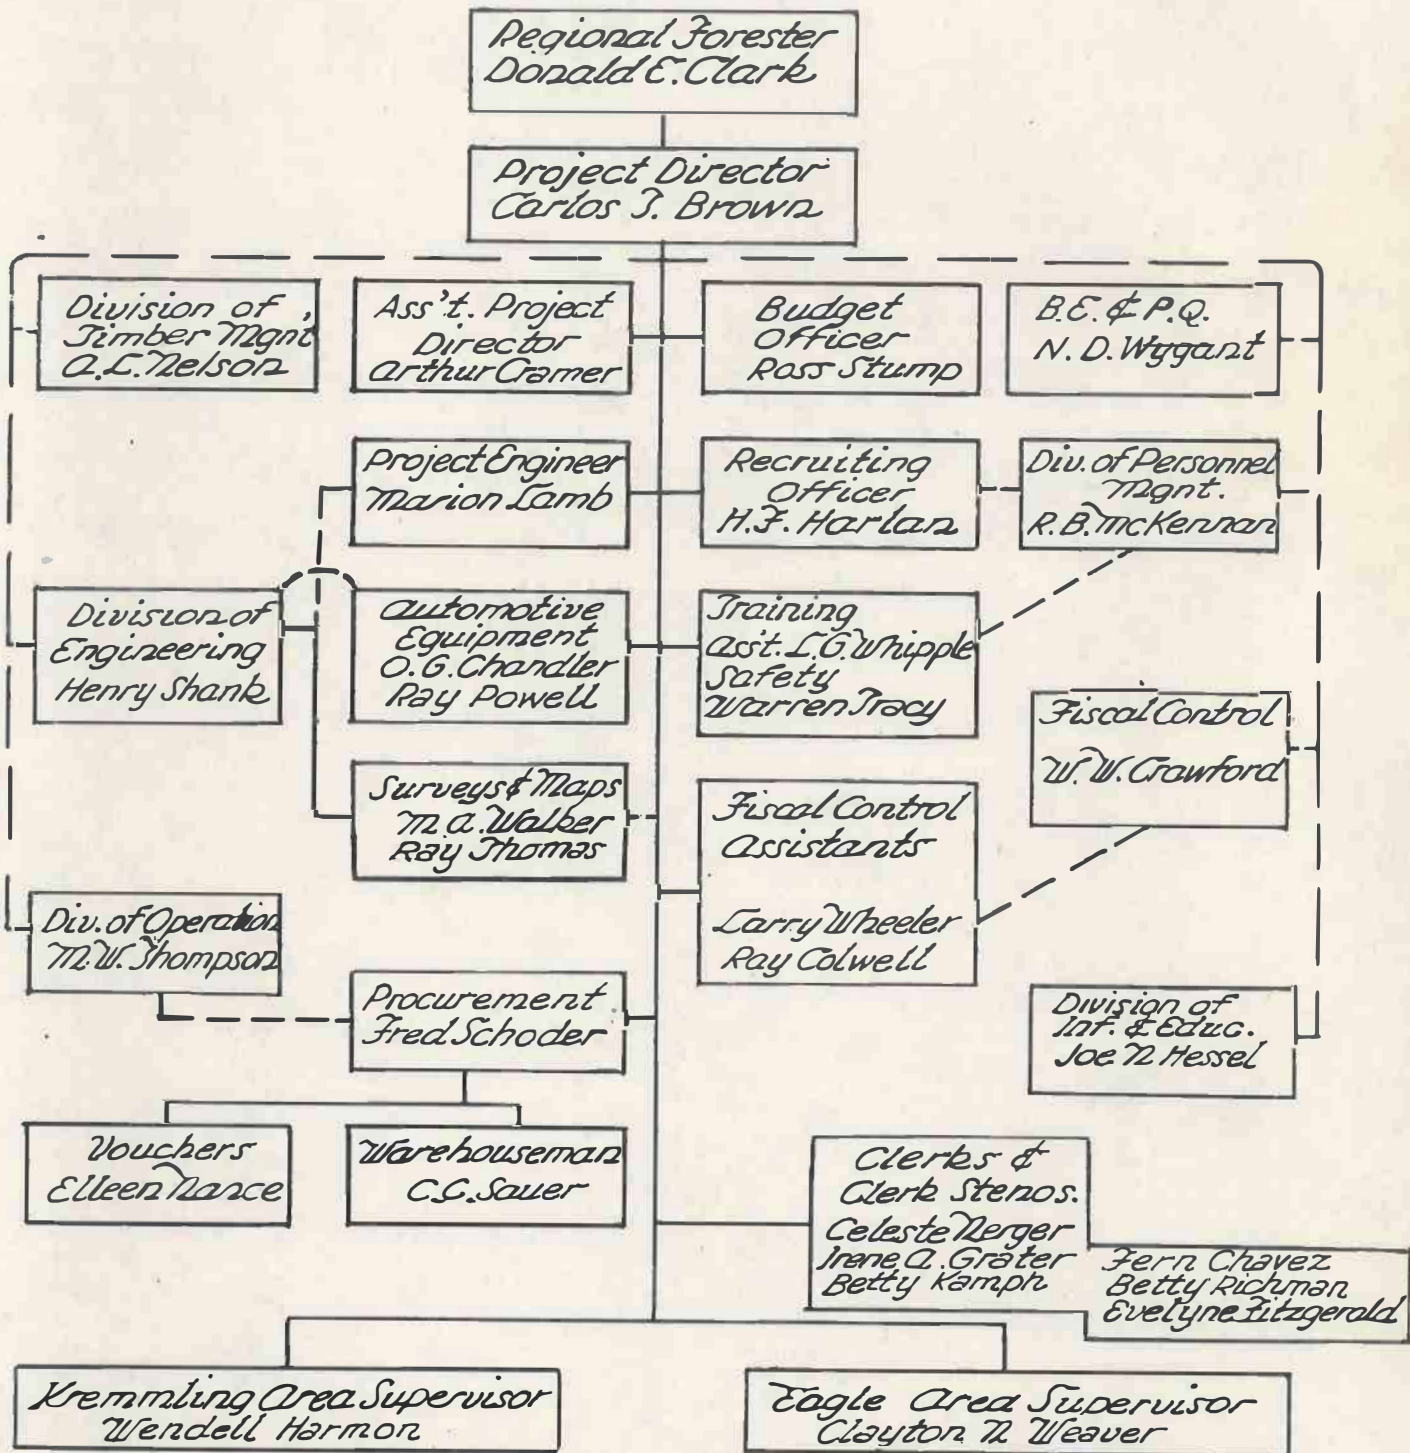 Regional Forester
Donald E. Clark
Project Director
Carlos T. Brown
Division of
Timber Mgnt.
A.L. Nelson
Ass't. Project
Director
Arthur Cramer
Budget
Officer
Ross Stump
B.E. & P.Q.
N. D. Wygant
Project Engineer
Marion Lamb
Recruiting
Officer
H.F. Harlan
Div. of Personnel
Mgnt.
R.B. McKennan
Division of
Engineering
Henry Shank
Automotive
Equipment
O.G. Chandler
Ray Powell
Training
Ass't. L.G. Whipple
Safety
Warren Tracy
Fiscal Control
W. W. Crawford
Surveys & Maps
M.A. Walker
Ray Thomas
Fiscal Control
Assistants
Larry Wheeler
Ray Colwell
Div. of Operation
M.W. Thompson
Procurement
Fred Schoder
Division of
Inf. & Educ.
Joe N Hessel
Vouchers
Elleen Nance
Warehouseman
C.C. Sauer
Clerks &
Clerk Stenos.
Celeste Nerger
Irene A. Grater
Betty Kamph
Fern Chavez
Betty Richman
Evelyne Fitzgerald
Kremmling Area Supervisor
Wendell Harmon
Eagle Area Supervisor
Clayton N Weaver